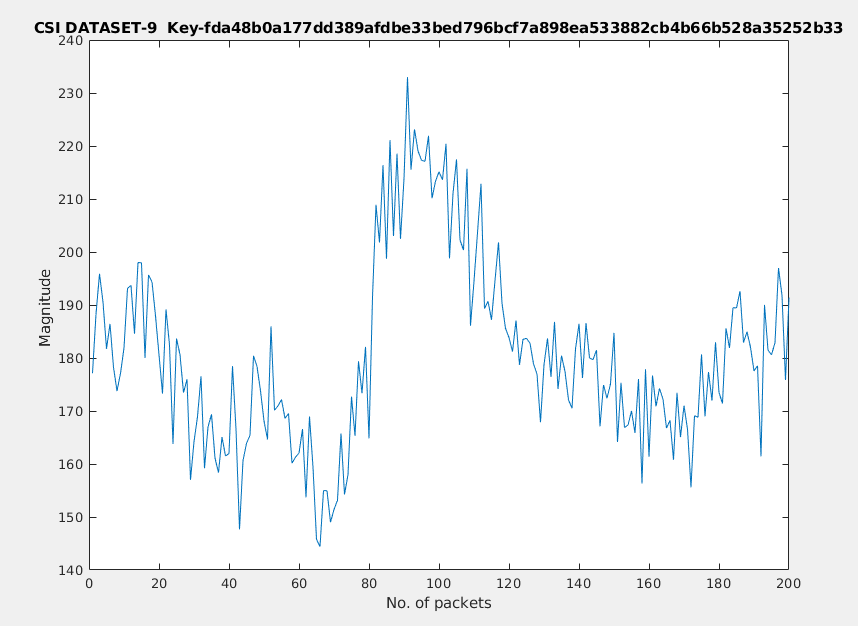 CSI DATASET-9 Key-fda48b0a177dd389afdbe33bed796bcf7a898ea533882cb4b66b528a35252b33
240
230
220
210
200
190
180
170
160
150
140
Magnitude
0 20 40 60 80 100 120 140 160 180 200
No. of packets